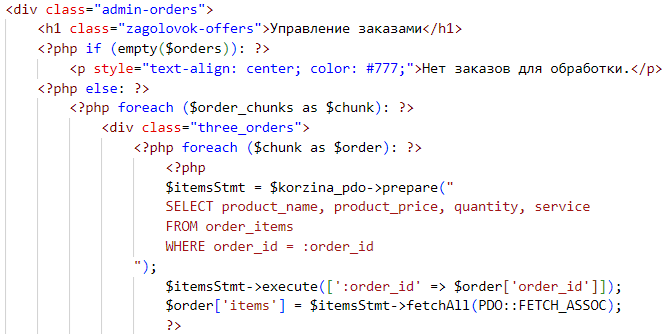 <div class="admin-orders">
    <h1 class="zagolovok-offers">Управление заказами</h1>
    <?php if (empty($orders)): ?>
        <p style="text-align: center; color: #777;">Нет заказов для обработки.</p>
    <?php else: ?>
        <?php foreach ($order_chunks as $chunk): ?>
            <div class="three_orders">
                <?php foreach ($chunk as $order): ?>
                    <?php
                    $itemsStmt = $korzina_pdo->prepare("
                    SELECT product_name, product_price, quantity, service
                    FROM order_items
                    WHERE order_id = :order_id
                ");
                    $itemsStmt->execute([':order_id' => $order['order_id']]);
                    $order['items'] = $itemsStmt->fetchAll(PDO::FETCH_ASSOC);
                    ?>